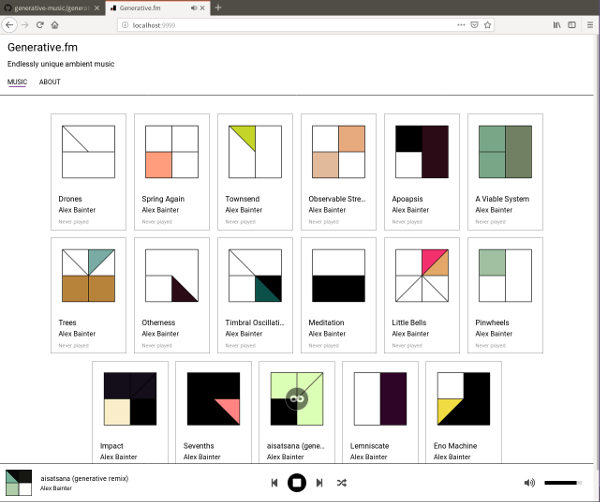 generative-music/generat
Generative.fm
localhost:9999
Generative.fm
Endlessly unique ambient music
MUSIC ABOUT
Drones
Alex Bainter
Never played
Spring Again
Alex Bainter
Never played
Townsend
Alex Bainter
Never played
Observable Stre...
Alex Bainter
Never played
Apoapsis
Alex Bainter
Never played
A Viable System
Alex Bainter
Never played
Trees
Alex Bainter
Never played
Otherness
Alex Bainter
Never played
Timbral Oscillati...
Alex Bainter
Never played
Meditation
Alex Bainter
Never played
Little Bells
Alex Bainter
Never played
Pinwheels
Alex Bainter
Never played
Impact
Alex Bainter
Sevenths
Alex Bainter
aisatsana (gene...
Alex Bainter
Lemniscate
Alex Bainter
Eno Machine
Alex Bainter
aisatsana (generative remix)
Alex Bainter